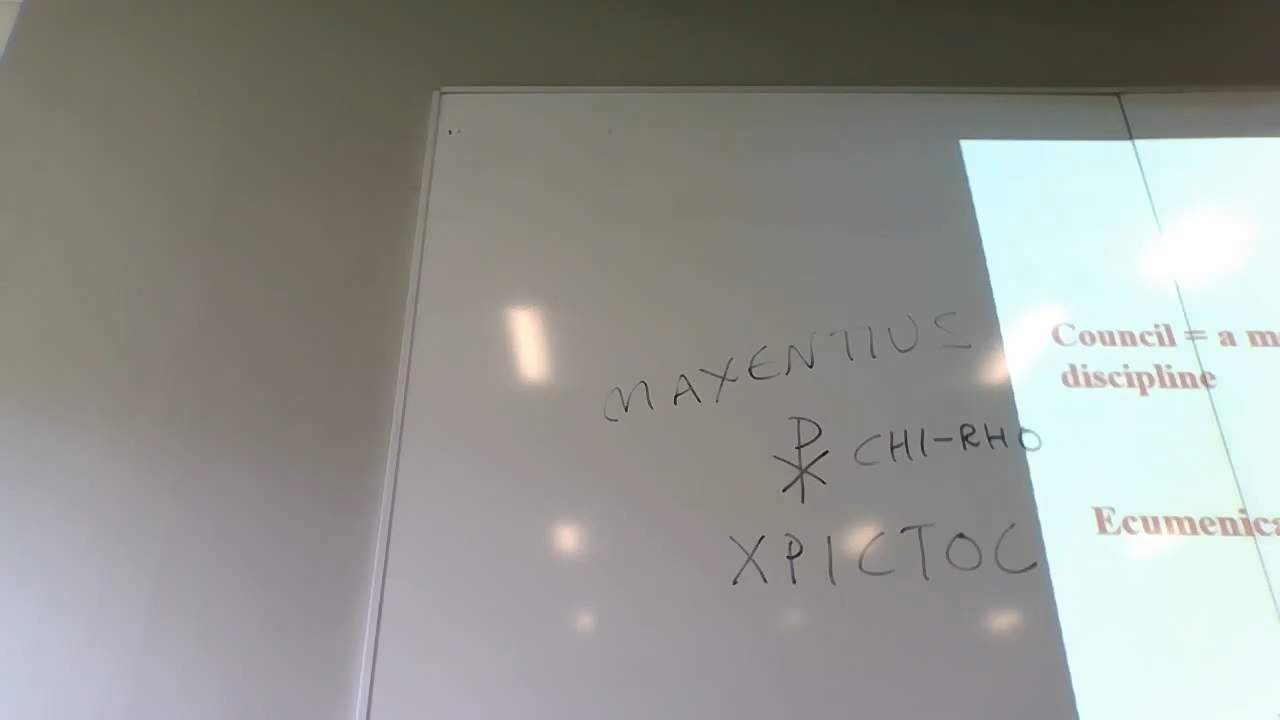 MAXENTIUS
☧ CHI-RHO
XPICTOC
Council = a m
discipline
Ecumenica